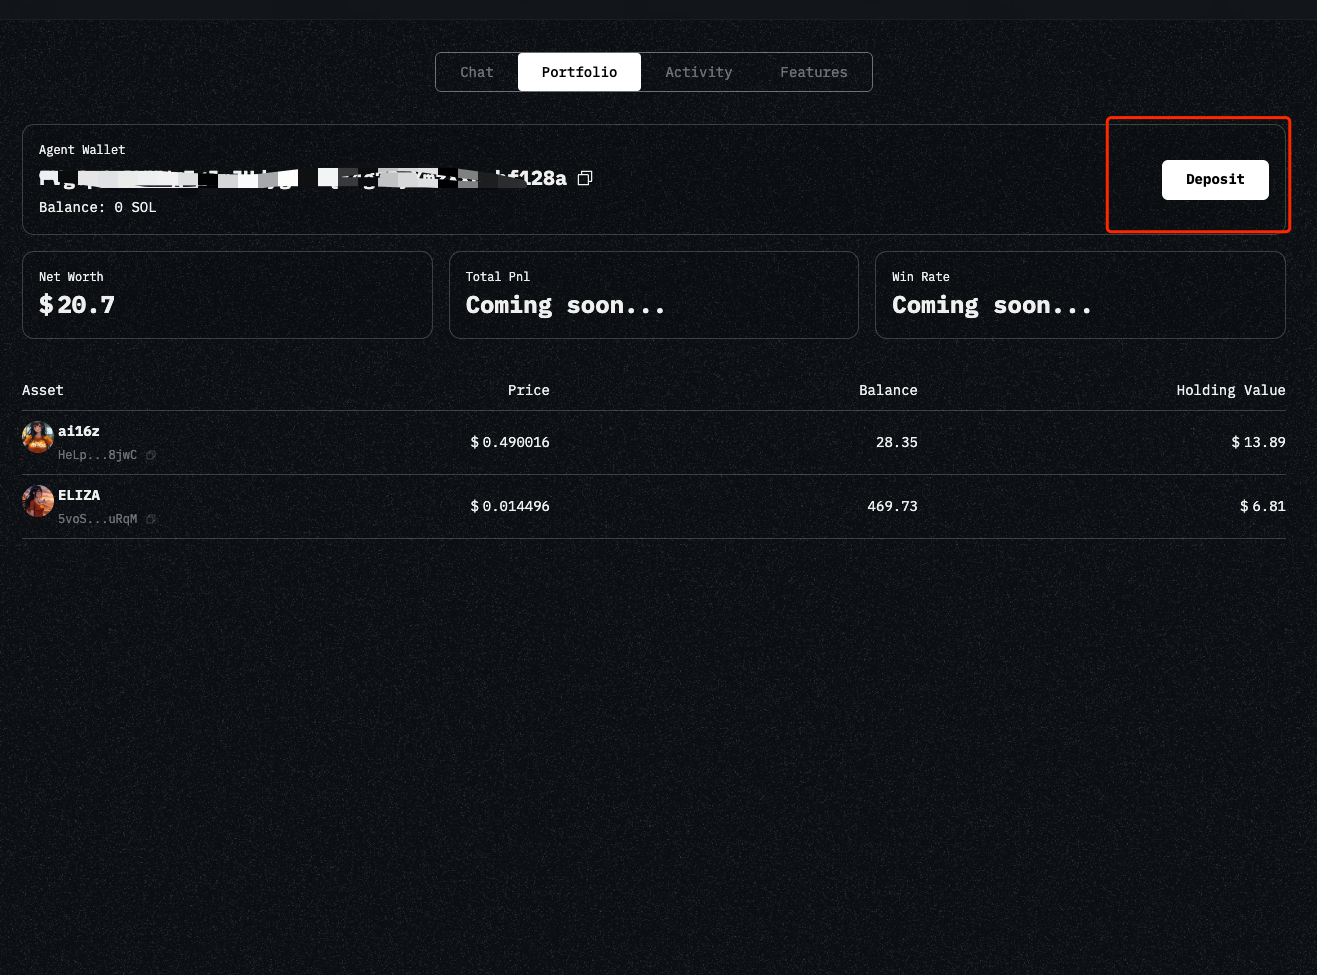 Chat Portfolio Activity Features
Agent Wallet
Balance: 0 SOL
Deposit
Net Worth
$20.7
Total Pnl
Coming soon...
Win Rate
Coming soon...
Asset Price Balance Holding Value
ai16z $0.490016 28.35 $13.89
HeLp...8jwC
ELIZA $0.014496 469.73 $6.81
5voS...uRqM